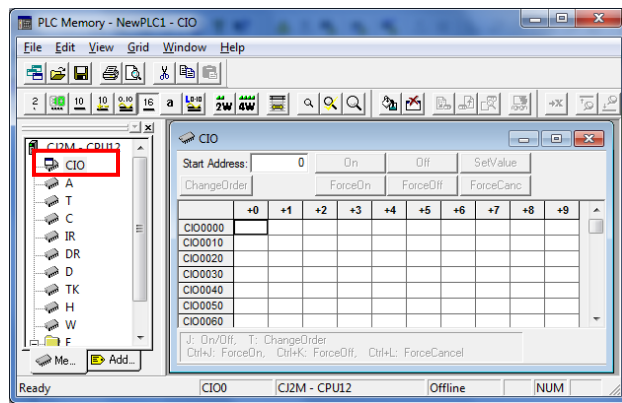 PLC Memory - NewPLC1 - CIO
File Edit View Grid Window Help
? 10 10 0.10 16 a 2W 4W →X
CJ2M - CPU12
CIO
A
T
C
IR
DR
D
TK
H
W
E
Me... Add...
CIO
Start Address: 0 On Off SetValue
ChangeOrder ForceOn ForceOff ForceCanc
+0 +1 +2 +3 +4 +5 +6 +7 +8 +9
CIO0000
CIO0010
CIO0020
CIO0030
CIO0040
CIO0050
CIO0060
J: On/Off, T: ChangeOrder
Ctrl+J: ForceOn, Ctrl+K: ForceOff, Ctrl+L: ForceCancel
Ready CIO0 CJ2M - CPU12 Offline NUM